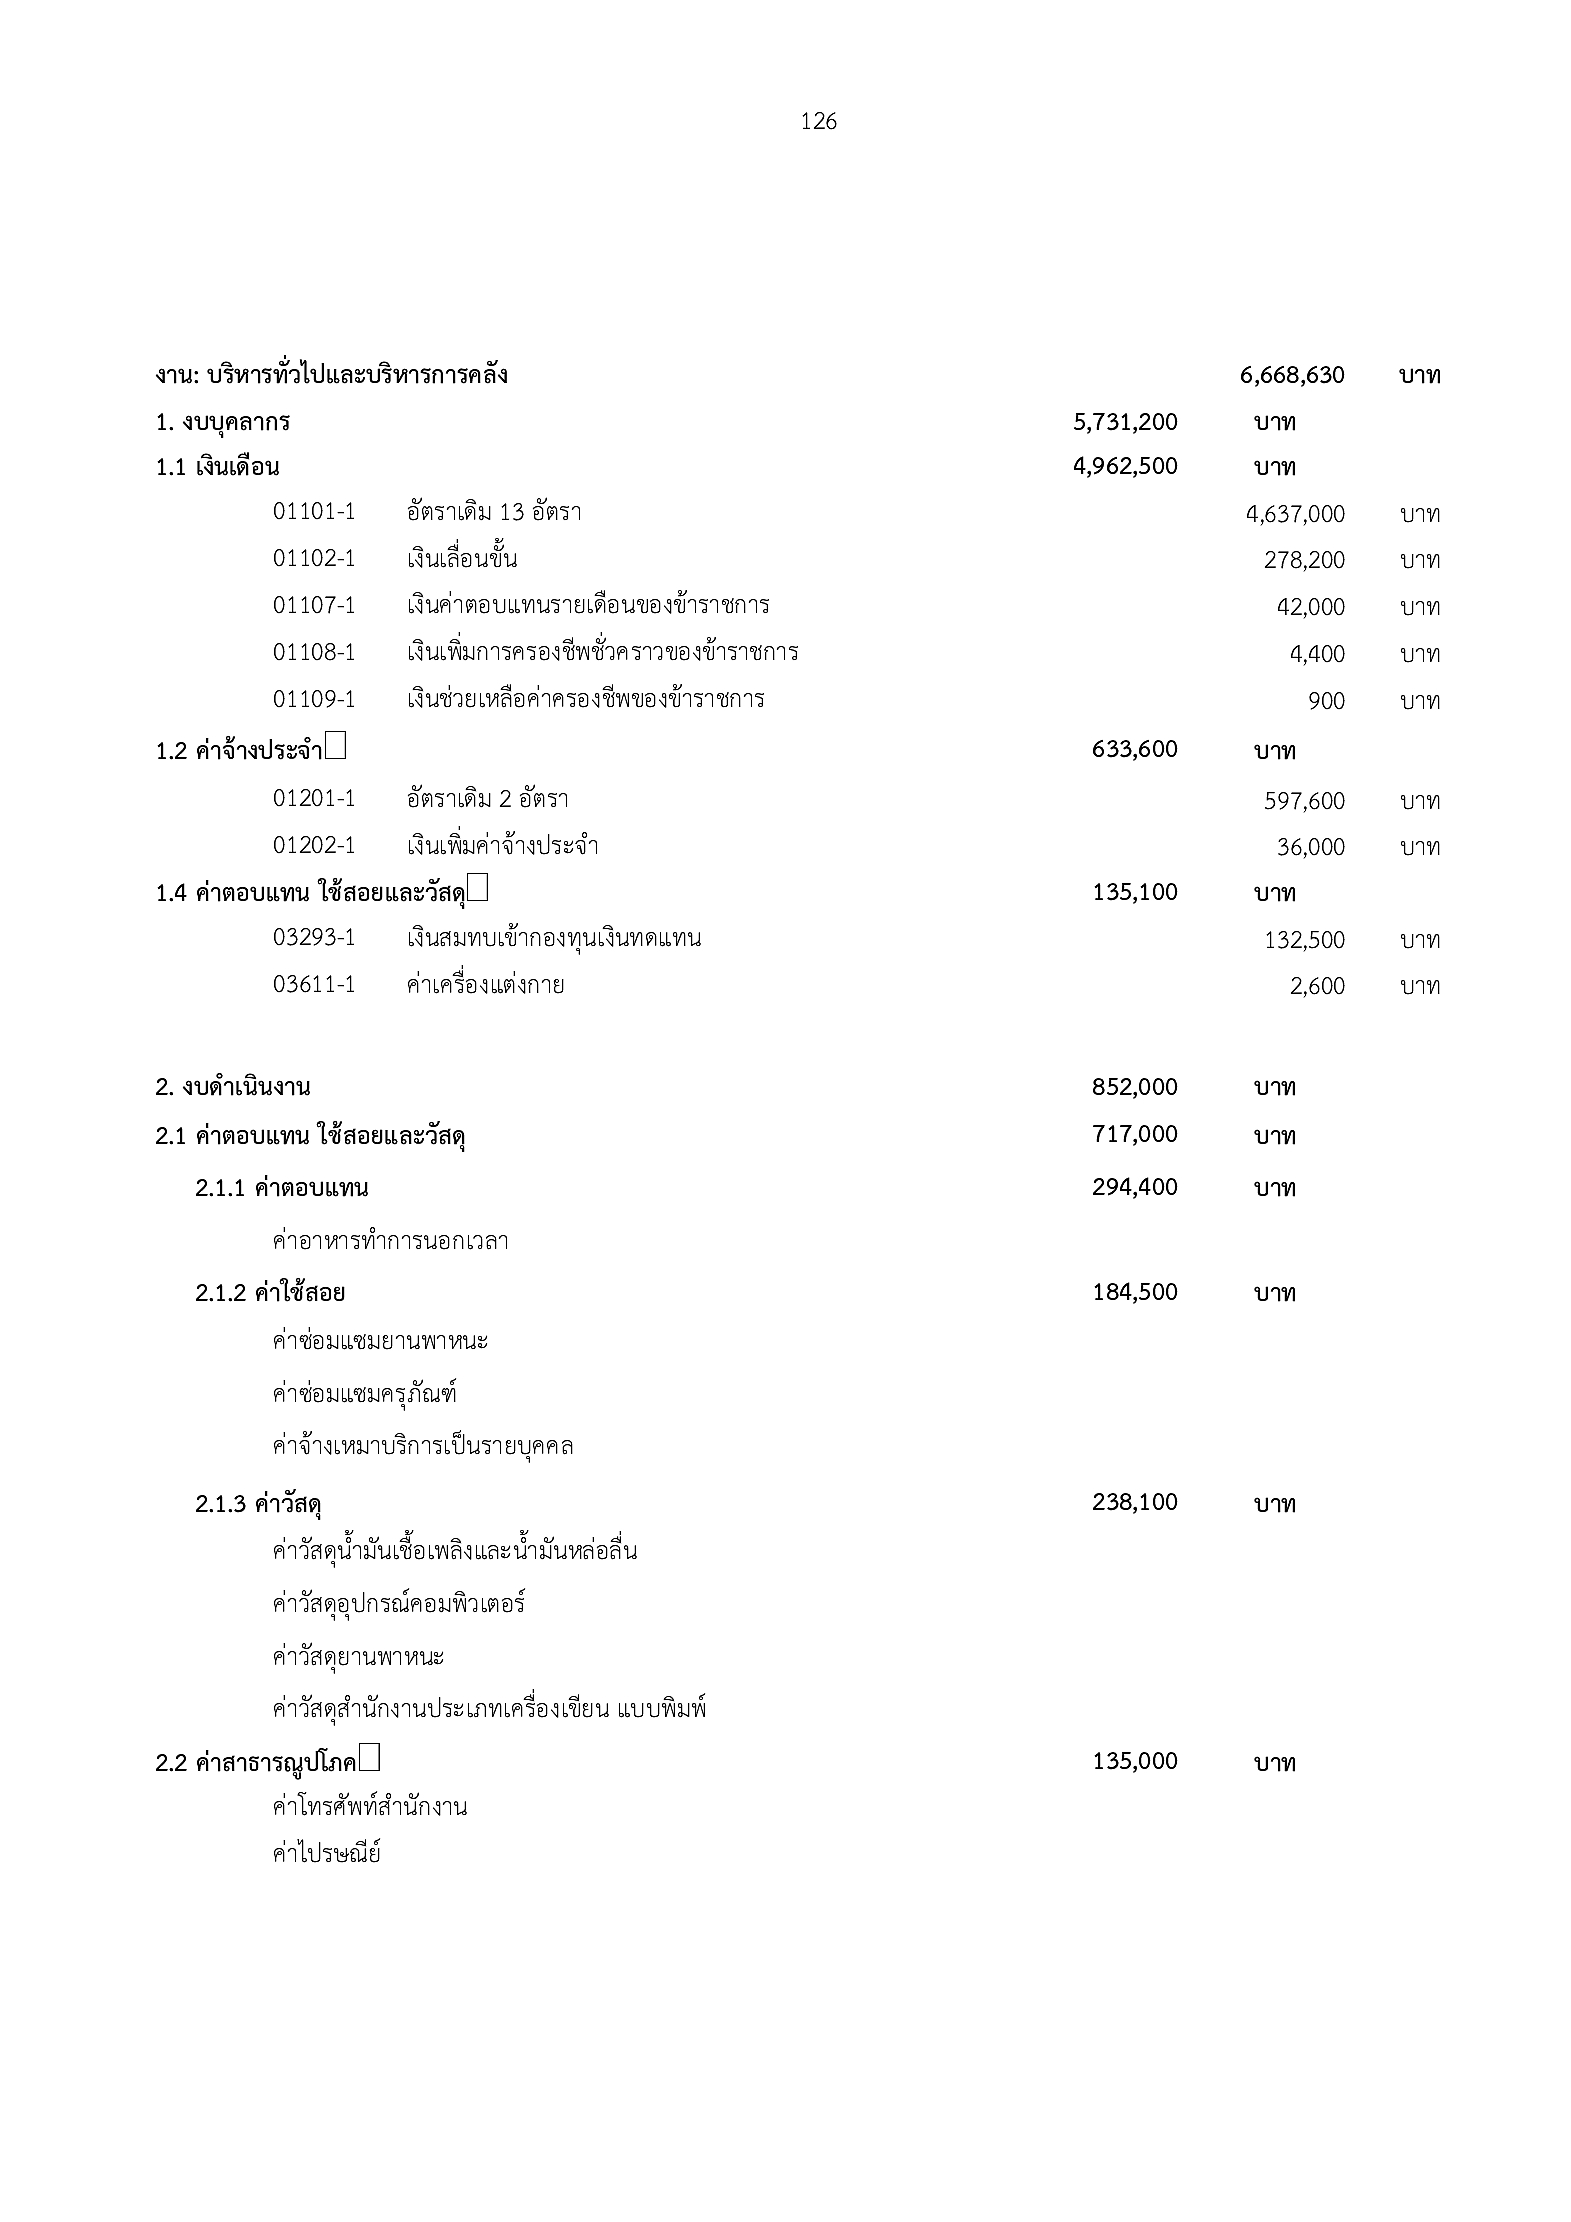 126
งาน: บริหารทั่วไปและบริหารการคลัง 6,668,630 บาท
1. งบบุคลากร 5,731,200 บาท
1.1 เงินเดือน 4,962,500 บาท
01101-1 อัตราเดิม 13 อัตรา 4,637,000 บาท
01102-1 เงินเลื่อนขั้น 278,200 บาท
01107-1 เงินค่าตอบแทนรายเดือนของข้าราชการ 42,000 บาท
01108-1 เงินเพิ่มการครองชีพชั่วคราวของข้าราชการ 4,400 บาท
01109-1 เงินช่วยเหลือค่าครองชีพของข้าราชการ 900 บาท
1.2 ค่าจ้างประจำ 633,600 บาท
01201-1 อัตราเดิม 2 อัตรา 597,600 บาท
01202-1 เงินเพิ่มค่าจ้างประจำ 36,000 บาท
1.4 ค่าตอบแทน ใช้สอยและวัสดุ 135,100 บาท
03293-1 เงินสมทบเข้ากองทุนเงินทดแทน 132,500 บาท
03611-1 ค่าเครื่องแต่งกาย 2,600 บาท
2. งบดำเนินงาน 852,000 บาท
2.1 ค่าตอบแทน ใช้สอยและวัสดุ 717,000 บาท
2.1.1 ค่าตอบแทน 294,400 บาท
ค่าอาหารทำการนอกเวลา
2.1.2 ค่าใช้สอย 184,500 บาท
ค่าซ่อมแซมยานพาหนะ
ค่าซ่อมแซมครุภัณฑ์
ค่าจ้างเหมาบริการเป็นรายบุคคล
2.1.3 ค่าวัสดุ 238,100 บาท
ค่าวัสดุน้ำมันเชื้อเพลิงและน้ำมันหล่อลื่น
ค่าวัสดุอุปกรณ์คอมพิวเตอร์
ค่าวัสดุยานพาหนะ
ค่าวัสดุสำนักงานประเภทเครื่องเขียน แบบพิมพ์
2.2 ค่าสาธารณูปโภค 135,000 บาท
ค่าโทรศัพท์สำนักงาน
ค่าไปรษณีย์